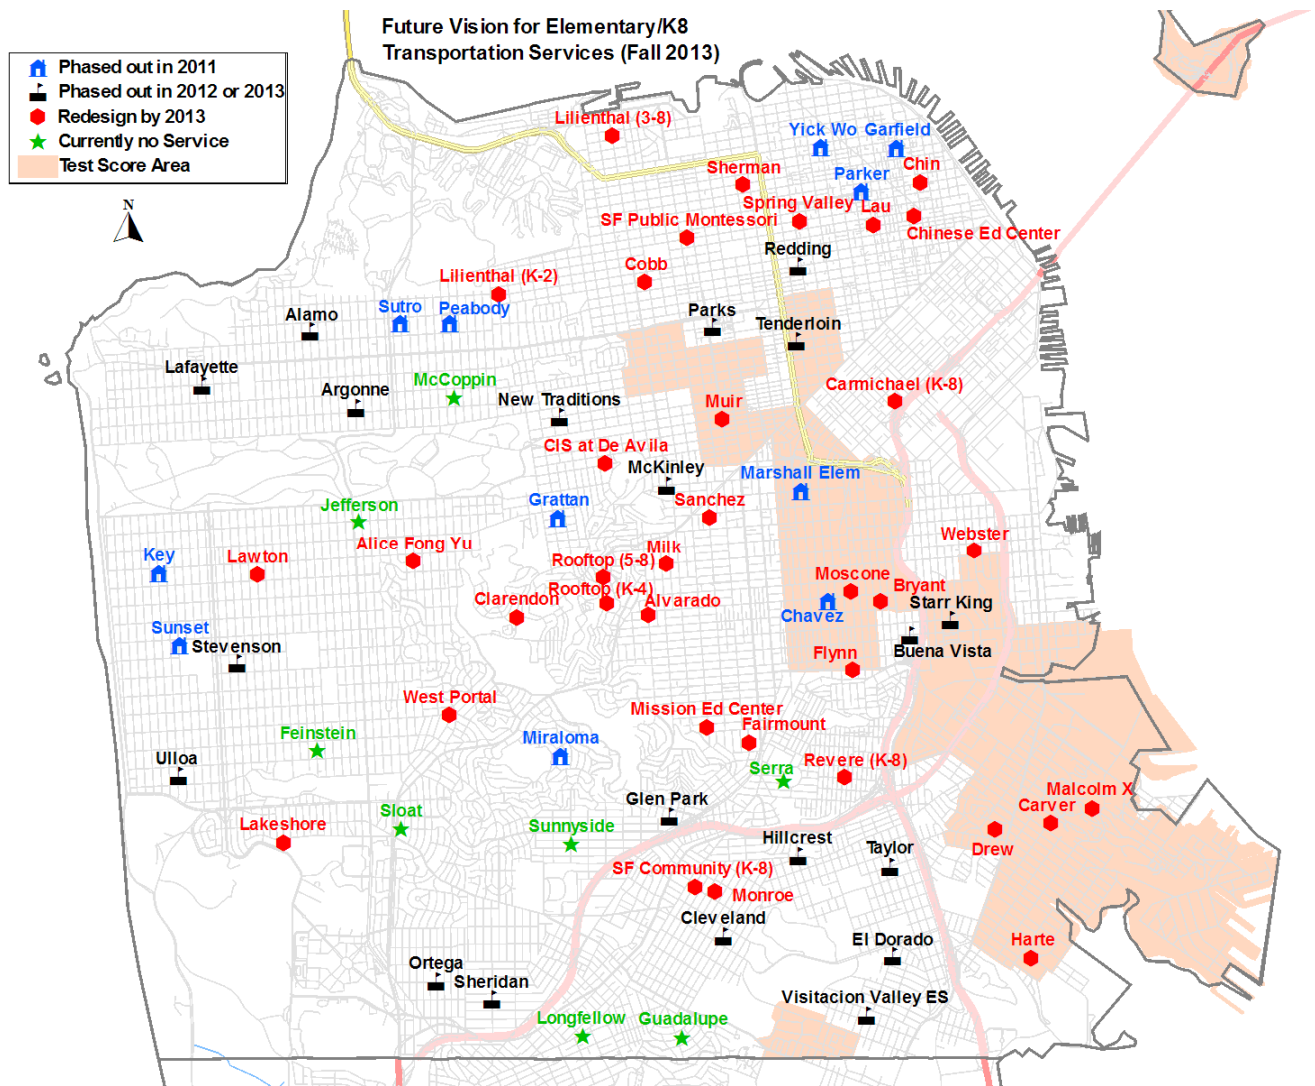 Future Vision for Elementary/K8
Transportation Services (Fall 2013)
Phased out in 2011
Phased out in 2012 or 2013
Redesign by 2013
Currently no Service
Test Score Area
N
Lilienthal (3-8)
Yick Wo
Garfield
Chin
Sherman
Parker
Spring Valley
Lau
SF Public Montessori
Chinese Ed Center
Redding
Cobb
Lilienthal (K-2)
Alamo
Sutro
Peabody
Parks
Tenderloin
Lafayette
Argonne
McCoppin
New Traditions
Carmichael (K-8)
Muir
CIS at De Avila
McKinley
Marshall Elem
Jefferson
Grattan
Sanchez
Key
Lawton
Alice Fong Yu
Rooftop (5-8)
Milk
Webster
Moscone
Bryant
Rooftop (K-4)
Clarendon
Alvarado
Chavez
Starr King
Sunset
Stevenson
Flynn
Buena Vista
West Portal
Mission Ed Center
Fairmount
Feinstein
Miraloma
Ulloa
Serra
Revere (K-8)
Glen Park
Malcolm X
Carver
Sloat
Lakeshore
Sunnyside
Hillcrest
Taylor
Drew
SF Community (K-8)
Monroe
Cleveland
El Dorado
Harte
Ortega
Sheridan
Visitacion Valley ES
Longfellow
Guadalupe